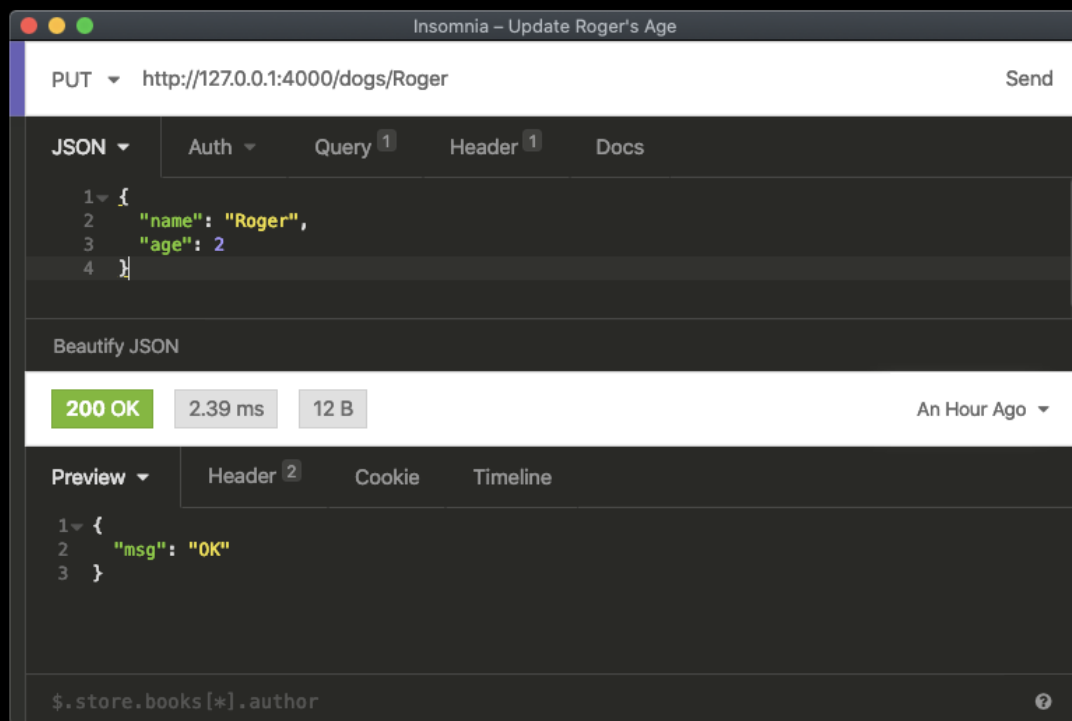 Insomnia – Update Roger's Age
PUT http://127.0.0.1:4000/dogs/Roger Send
JSON Auth Query 1 Header 1 Docs
1 {
2 "name": "Roger",
3 "age": 2
4 }
Beautify JSON
200 OK 2.39 ms 12 B An Hour Ago
Preview Header 2 Cookie Timeline
1 {
2 "msg": "OK"
3 }
$.store.books[*].author ?